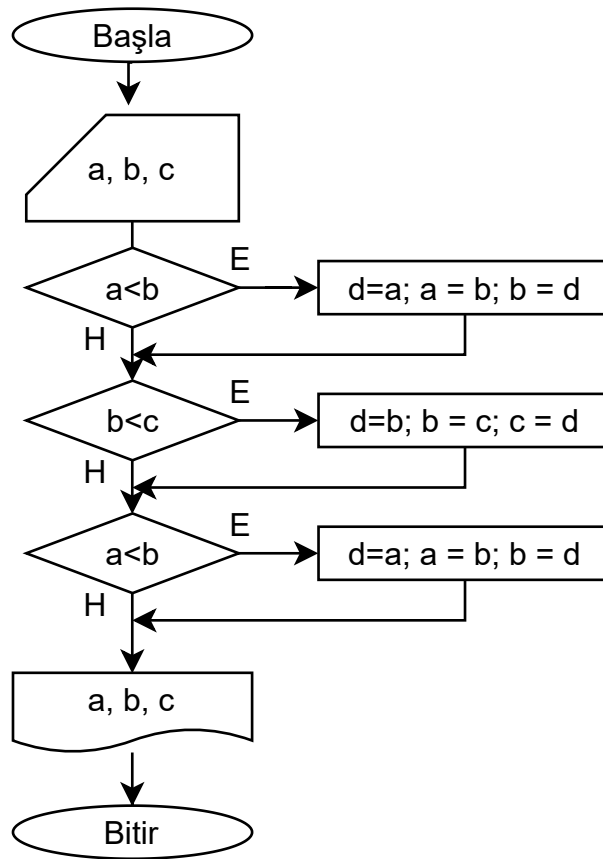 Başla
a, b, c
a<b
E
d=a; a = b; b = d
H
b<c
E
d=b; b = c; c = d
H
a<b
E
d=a; a = b; b = d
H
a, b, c
Bitir